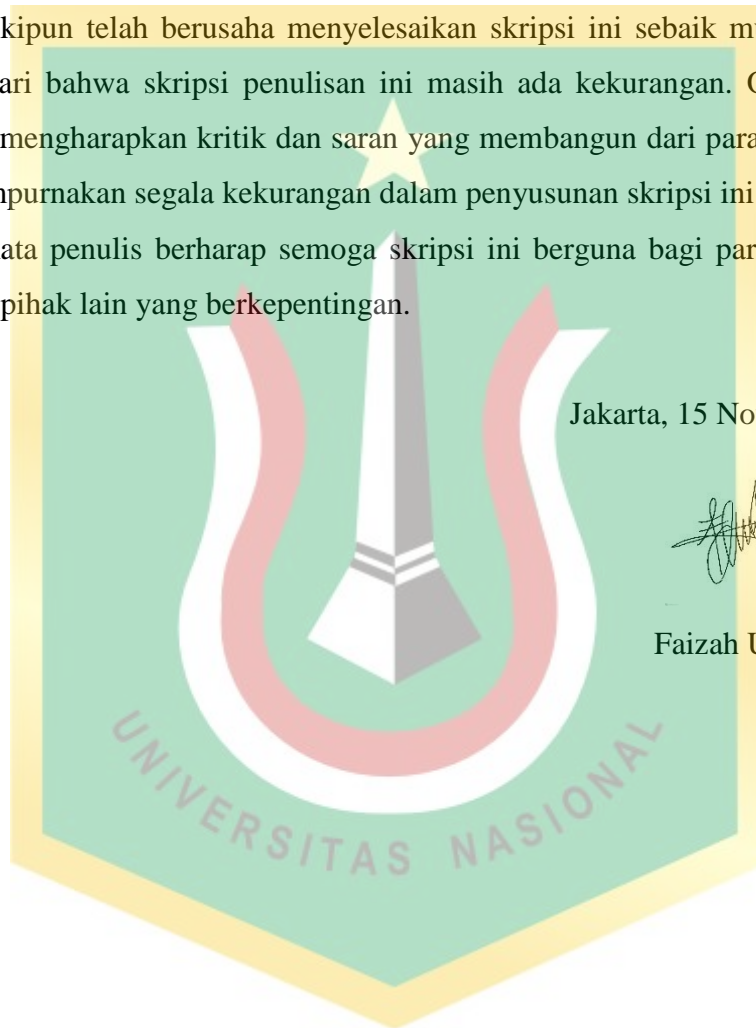 kipun telah berusaha menyelesaikan skripsi ini sebaik mu
ari bahwa skripsi penulisan ini masih ada kekurangan. O
mengharapkan kritik dan saran yang membangun dari para
npurnakan segala kekurangan dalam penyusunan skripsi ini
ata penulis berharap semoga skripsi ini berguna bagi par
pihak lain yang berkepentingan.
Jakarta, 15 No
Faizah U
UNIVERSITAS NASIONAL